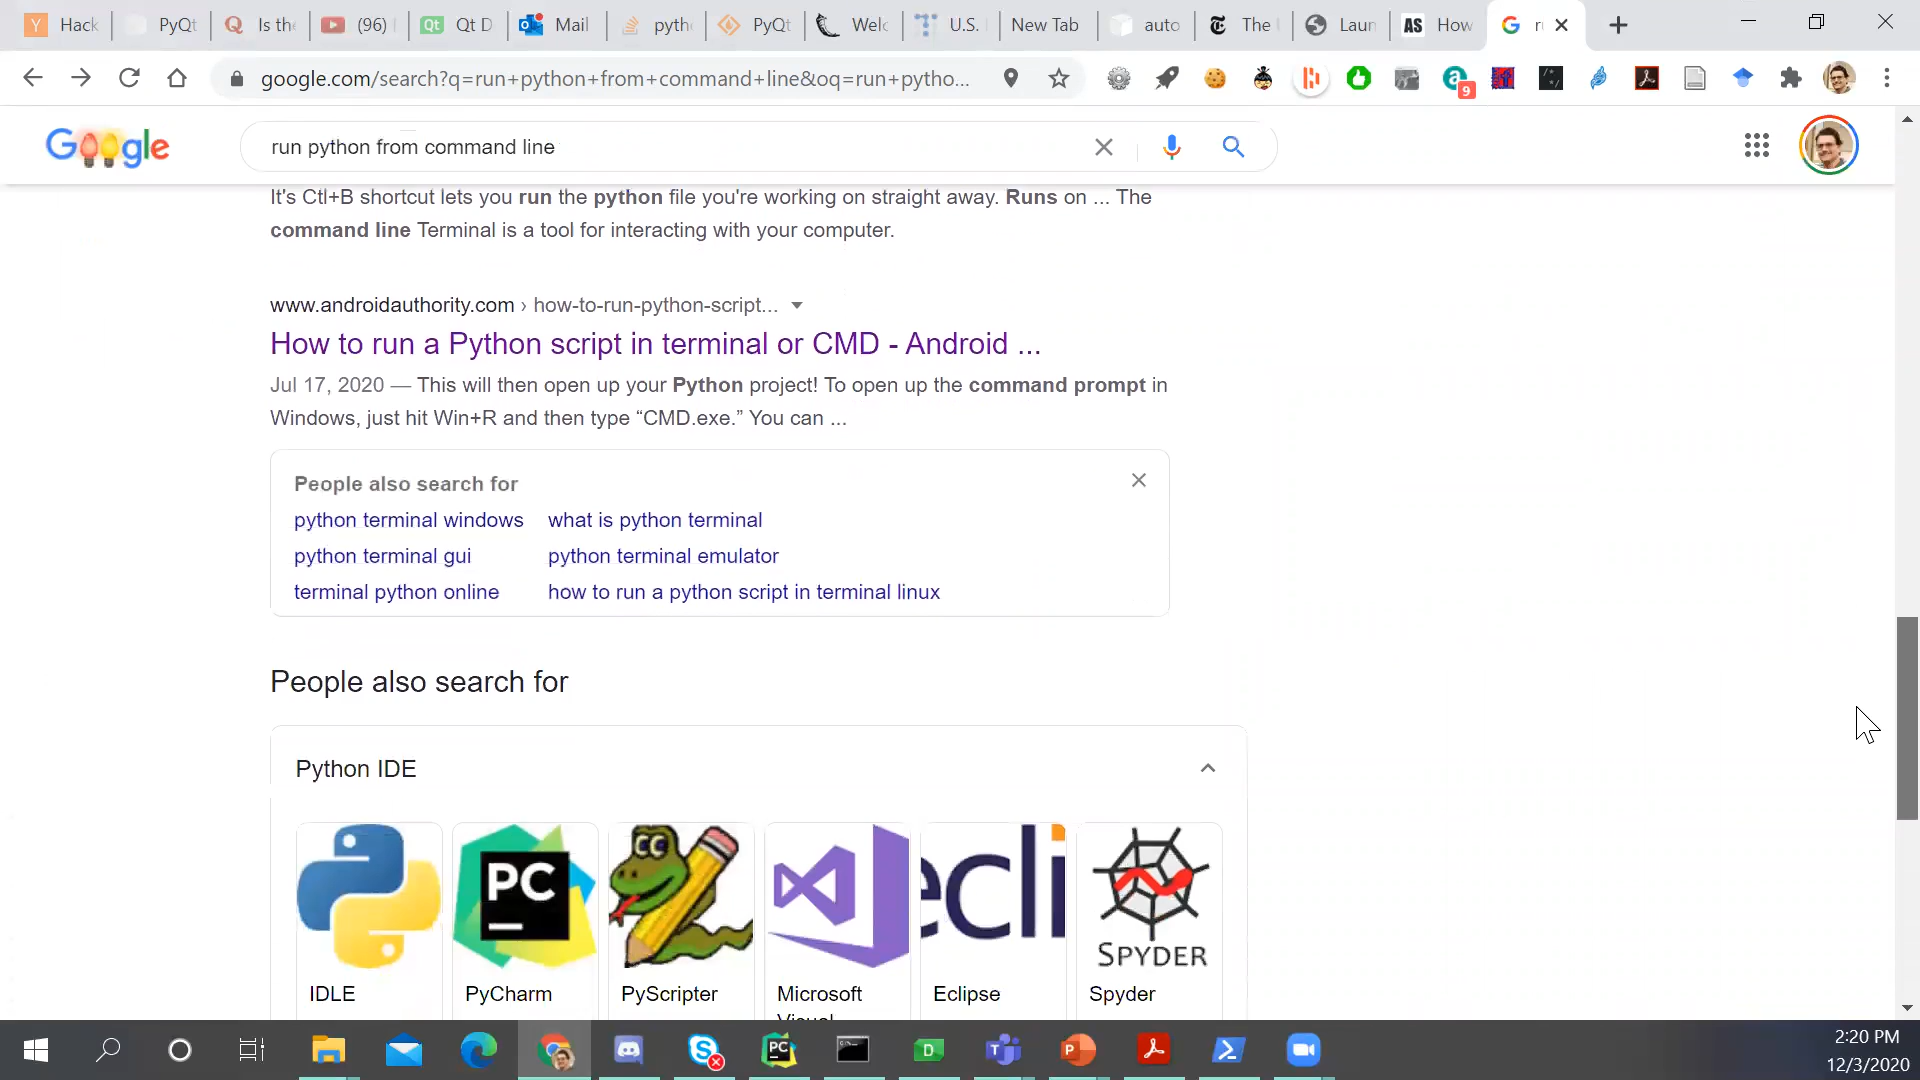 Hack
PyQt
Is the
(96)
Qt D
Mail
pyth
PyQt
Welc
U.S.
New Tab
auto
The
Laun
AS How
google.com/search?q=run+python+from+command+line&oq=run+pytho...
9
Google
run python from command line
It's Ctl+B shortcut lets you run the python file you're working on straight away. Runs on ... The
command line Terminal is a tool for interacting with your computer.
www.androidauthority.com › how-to-run-python-script...
How to run a Python script in terminal or CMD - Android ...
Jul 17, 2020 — This will then open up your Python project! To open up the command prompt in
Windows, just hit Win+R and then type “CMD.exe.” You can ...
People also search for
python terminal windows
what is python terminal
python terminal gui
python terminal emulator
terminal python online
how to run a python script in terminal linux
People also search for
Python IDE
PC
ecli
SPYDER
IDLE
PyCharm
PyScripter
Microsoft
Visual
Eclipse
Spyder
2:20 PM
12/3/2020